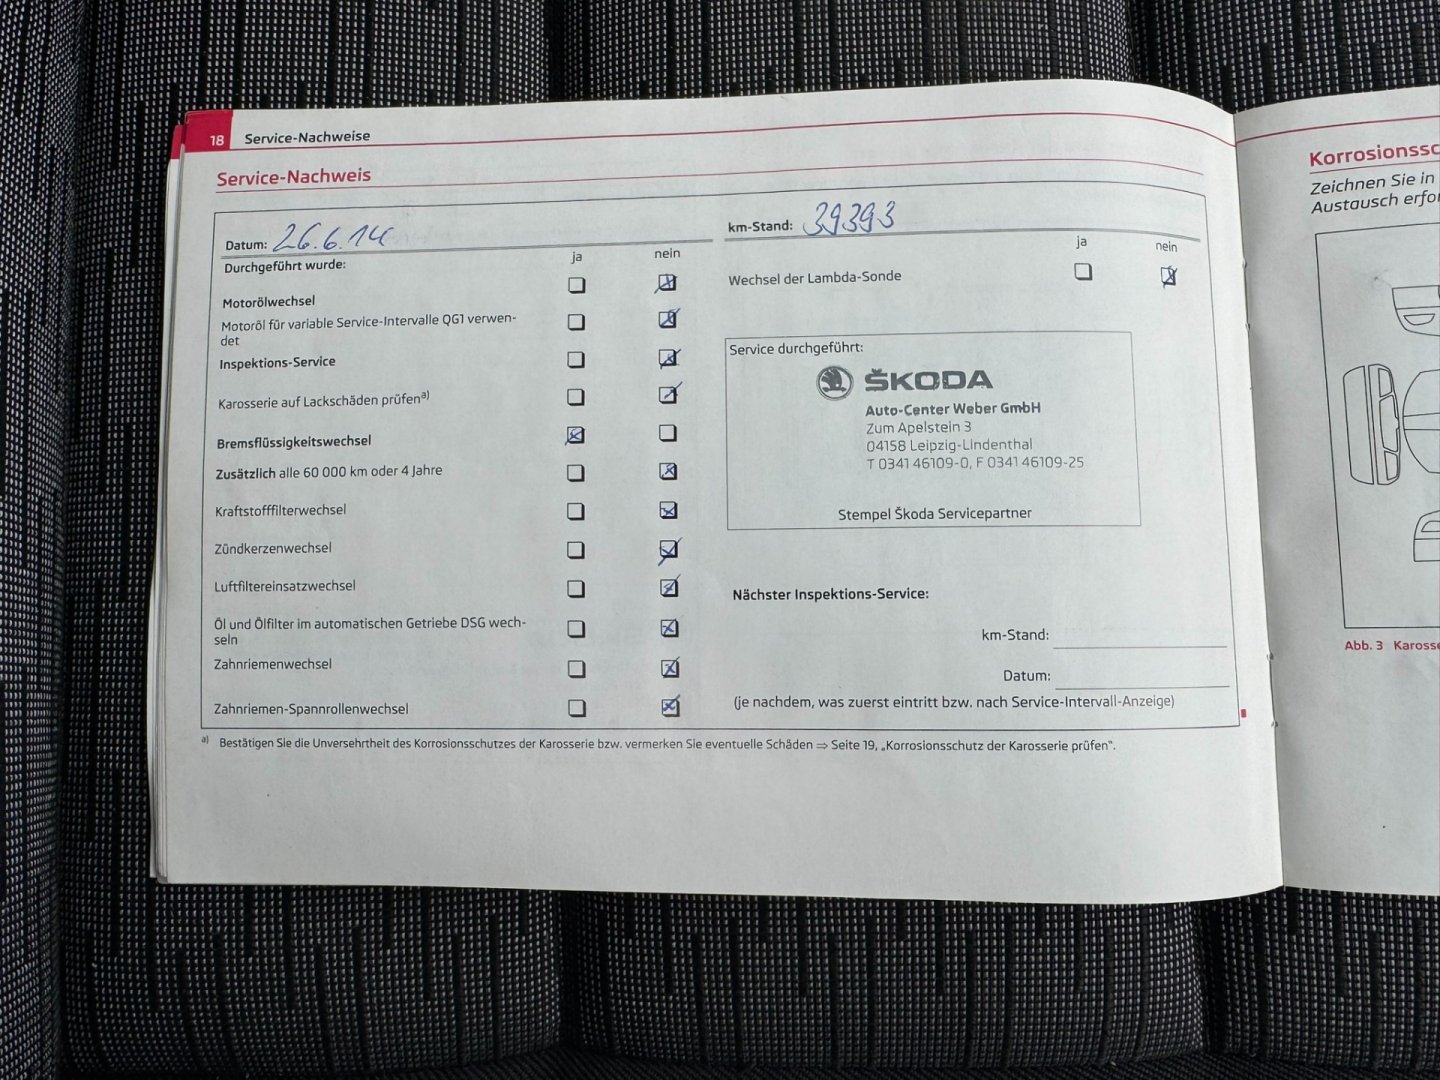 18 Service-Nachweise
Service-Nachweis
Datum: 26.6.14
Durchgeführt wurde:
ja nein
Motorölwechsel
Motoröl für variable Service-Intervalle QG1 verwen-
det
Inspektions-Service
Karosserie auf Lackschäden prüfen a)
Bremsflüssigkeitswechsel
Zusätzlich alle 60 000 km oder 4 Jahre
Kraftstofffilterwechsel
Zündkerzenwechsel
Luftfiltereinsatzwechsel
Öl und Ölfilter im automatischen Getriebe DSG wech-
seln
Zahnriemenwechsel
Zahnriemen-Spannrollenwechsel
km-Stand: 39393
ja nein
Wechsel der Lambda-Sonde
Service durchgeführt:
ŠKODA
Auto-Center Weber GmbH
Zum Apelstein 3
04158 Leipzig-Lindenthal
T 0341 46109-0, F 0341 46109-25
Stempel Škoda Servicepartner
Nächster Inspektions-Service:
km-Stand:
Datum:
(je nachdem, was zuerst eintritt bzw. nach Service-Intervall-Anzeige)
a) Bestätigen Sie die Unversehrtheit des Korrosionsschutzes der Karosserie bzw. vermerken Sie eventuelle Schäden ⇒ Seite 19, „Korrosionsschutz der Karosserie prüfen“.
Korrosionssc
Zeichnen Sie in
Austausch erfor
Abb. 3 Karosse